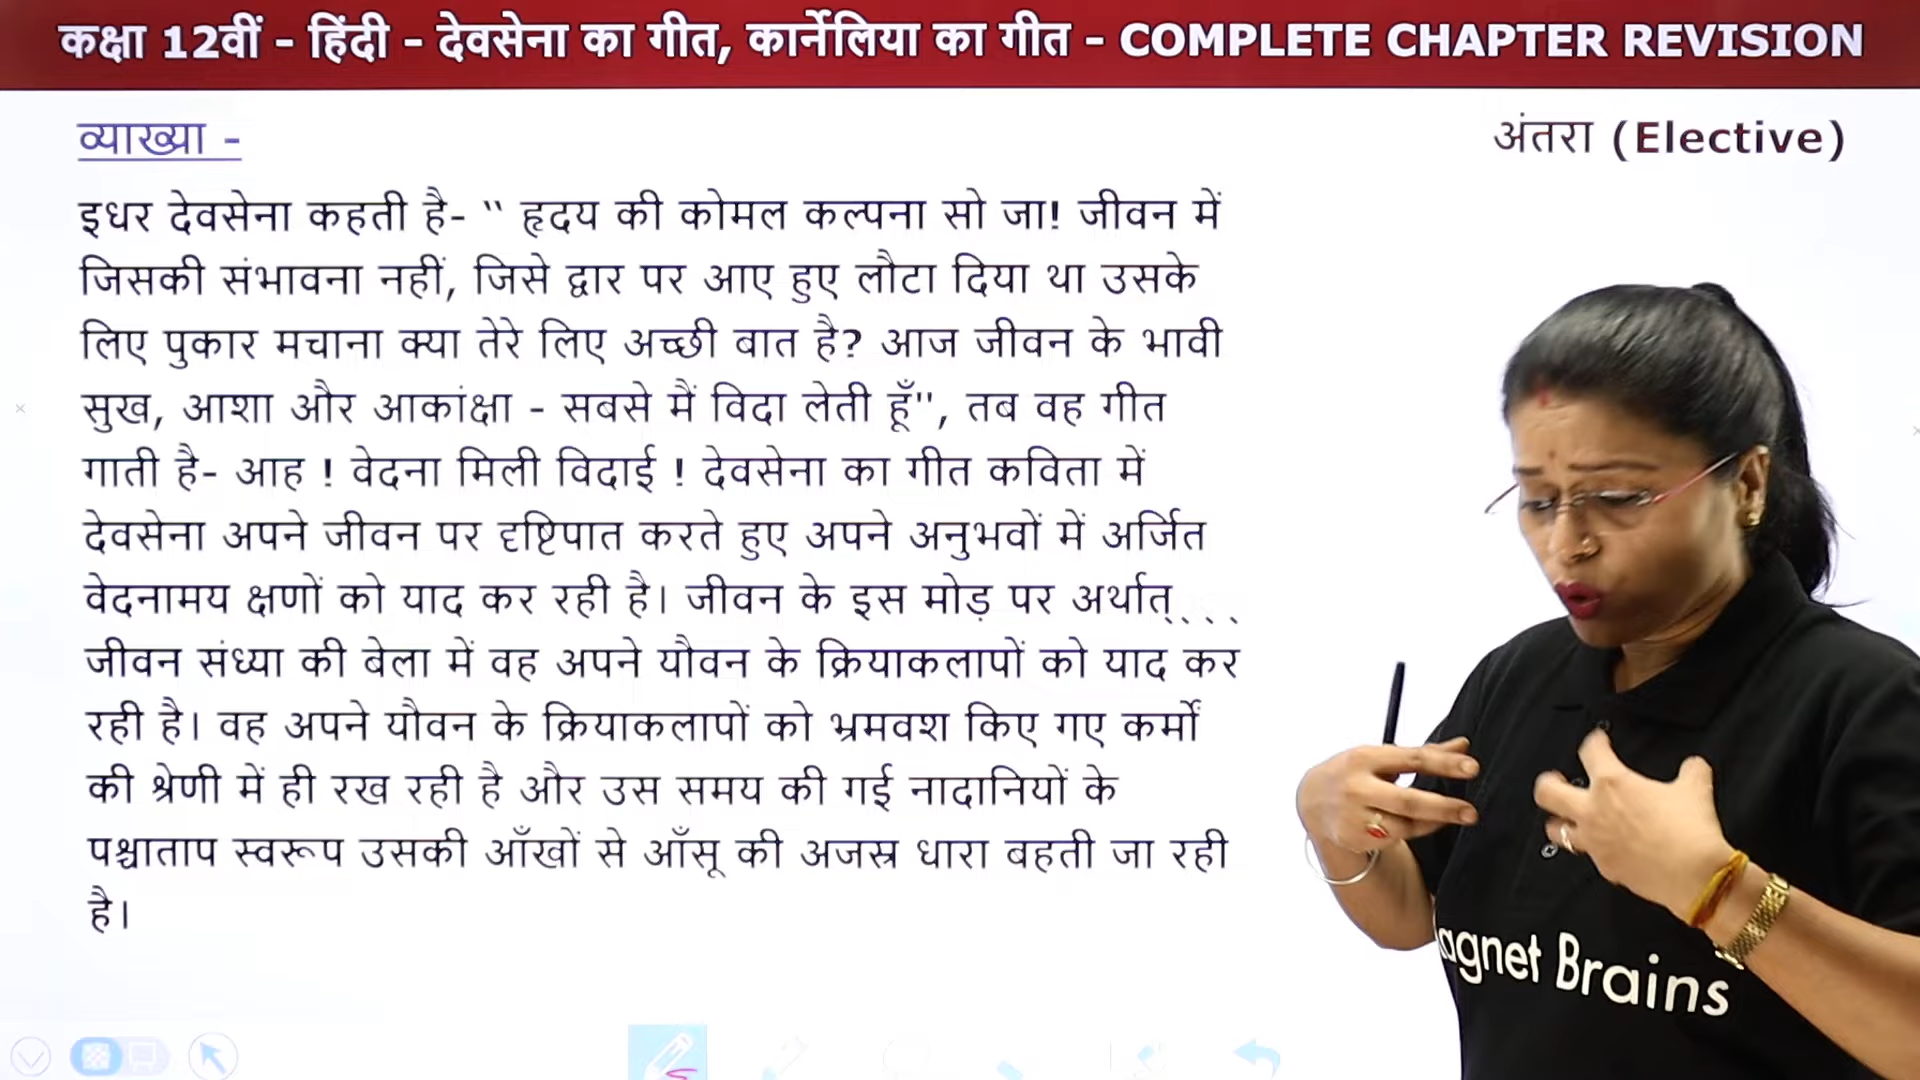 कक्षा 12वीं - हिंदी - देवसेना का गीत, कार्नेलिया का गीत - COMPLETE CHAPTER REVISION
व्याख्या -
अंतरा (Elective)
इधर देवसेना कहती है- " हृदय की कोमल कल्पना सो जा! जीवन में
जिसकी संभावना नहीं, जिसे द्वार पर आए हुए लौटा दिया था उसके
लिए पुकार मचाना क्या तेरे लिए अच्छी बात है? आज जीवन के भावी
सुख, आशा और आकांक्षा - सबसे मैं विदा लेती हूँ", तब वह गीत
गाती है- आह ! वेदना मिली विदाई ! देवसेना का गीत कविता में
देवसेना अपने जीवन पर दृष्टिपात करते हुए अपने अनुभवों में अर्जित
वेदनामय क्षणों को याद कर रही है। जीवन के इस मोड़ पर अर्थात्
जीवन संध्या की बेला में वह अपने यौवन के क्रियाकलापों को याद कर
रही है। वह अपने यौवन के क्रियाकलापों को भ्रमवश किए गए कर्मों
की श्रेणी में ही रख रही है और उस समय की गई नादानियों के
पश्चाताप स्वरूप उसकी आँखों से आँसू की अजस्र धारा बहती जा रही
है।
agnet Brains